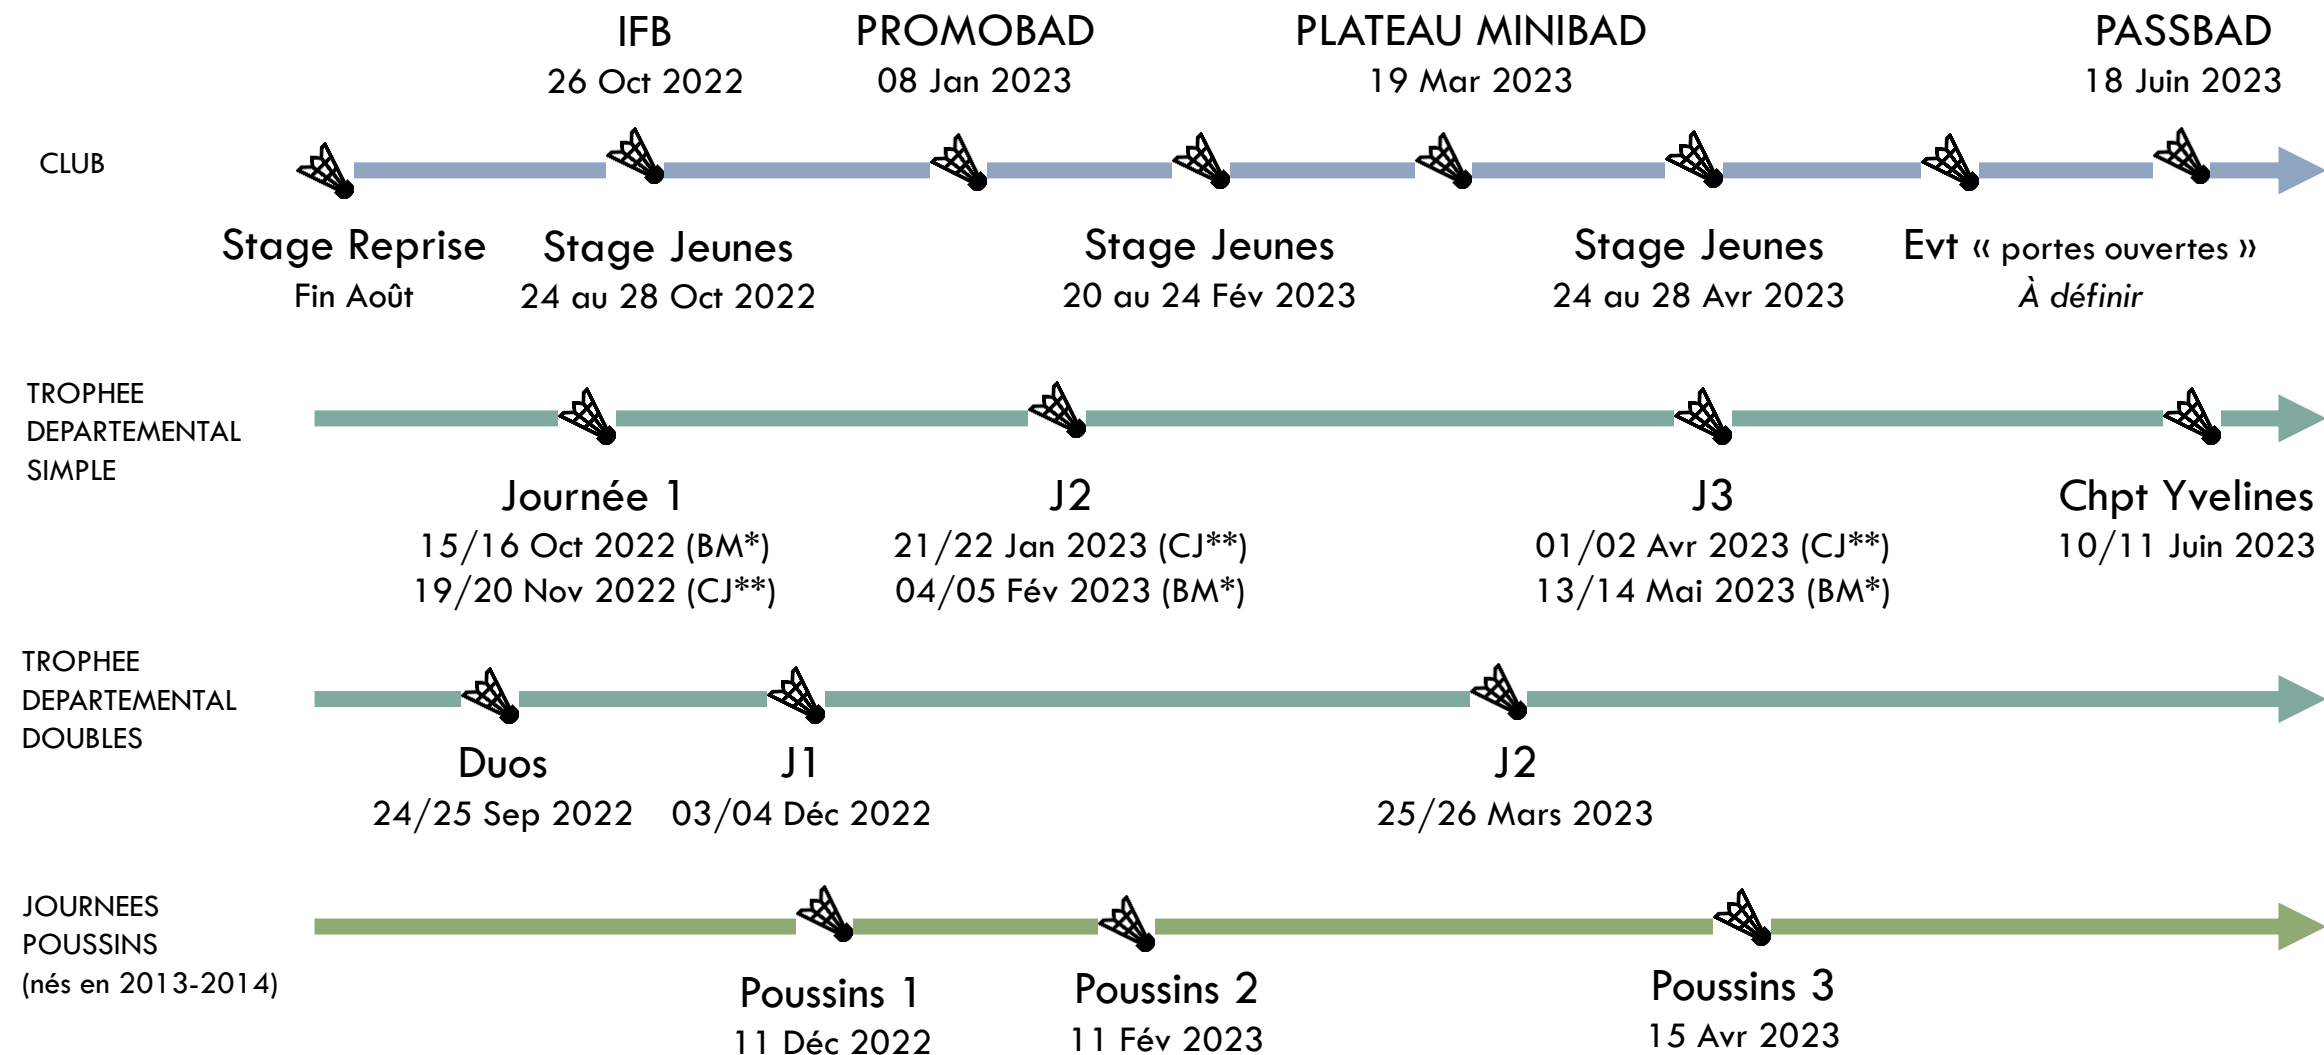 IFB
26 Oct 2022
PROMOBAD
08 Jan 2023
PLATEAU MINIBAD
19 Mar 2023
PASSBAD
18 Juin 2023
CLUB
Stage Reprise
Fin Août
Stage Jeunes
24 au 28 Oct 2022
Stage Jeunes
20 au 24 Fév 2023
Stage Jeunes
24 au 28 Avr 2023
Evt « portes ouvertes »
À définir
TROPHEE
DEPARTEMENTAL
SIMPLE
Journée 1
15/16 Oct 2022 (BM*)
19/20 Nov 2022 (CJ**)
J2
21/22 Jan 2023 (CJ**)
04/05 Fév 2023 (BM*)
J3
01/02 Avr 2023 (CJ**)
13/14 Mai 2023 (BM*)
Chpt Yvelines
10/11 Juin 2023
TROPHEE
DEPARTEMENTAL
DOUBLES
Duos
24/25 Sep 2022
J1
03/04 Déc 2022
J2
25/26 Mars 2023
JOURNEES
POUSSINS
(nés en 2013-2014)
Poussins 1
11 Déc 2022
Poussins 2
11 Fév 2023
Poussins 3
15 Avr 2023